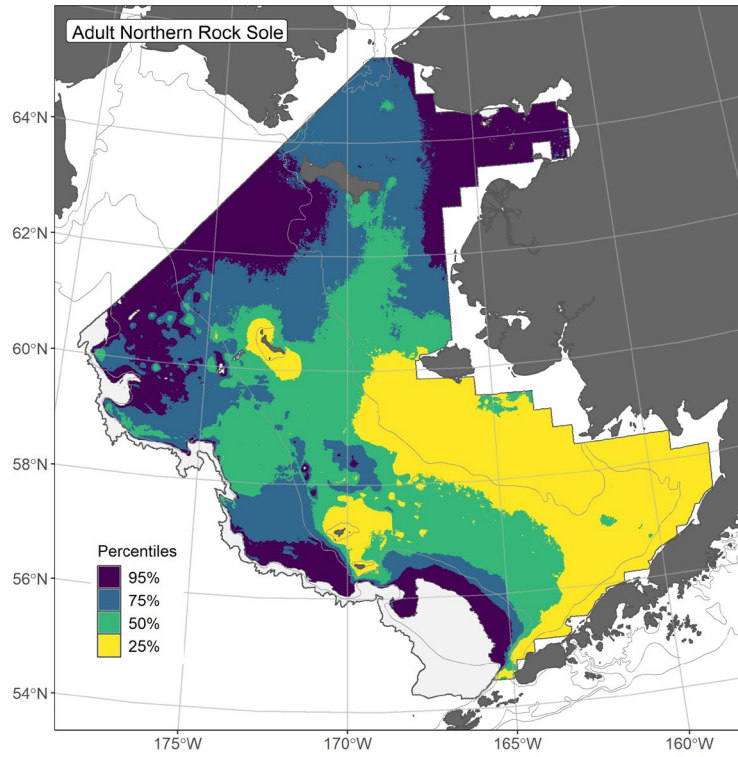 Adult Northern Rock Sole
64°N
62°N
60°N
58°N
56°N
54°N
Percentiles
95%
75%
50%
25%
175°W
170°W
165°W
160°W